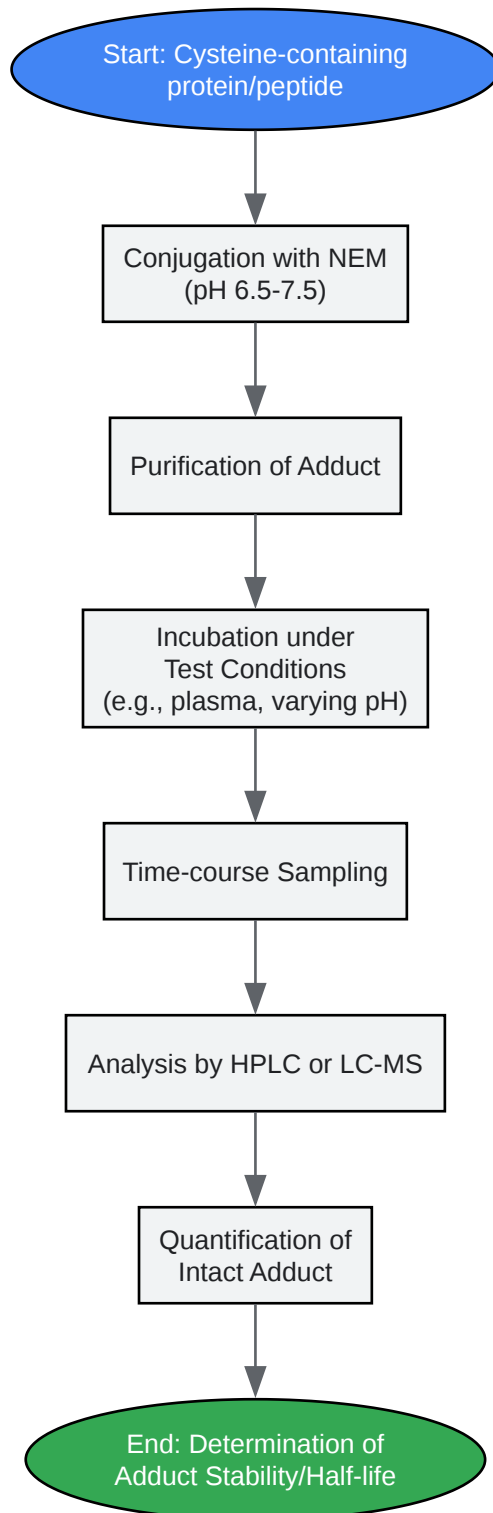 Start: Cysteine-containing
protein/peptide
Conjugation with NEM
(pH 6.5-7.5)
Purification of Adduct
Incubation under
Test Conditions
(e.g., plasma, varying pH)
Time-course Sampling
Analysis by HPLC or LC-MS
Quantification of
Intact Adduct
End: Determination of
Adduct Stability/Half-life